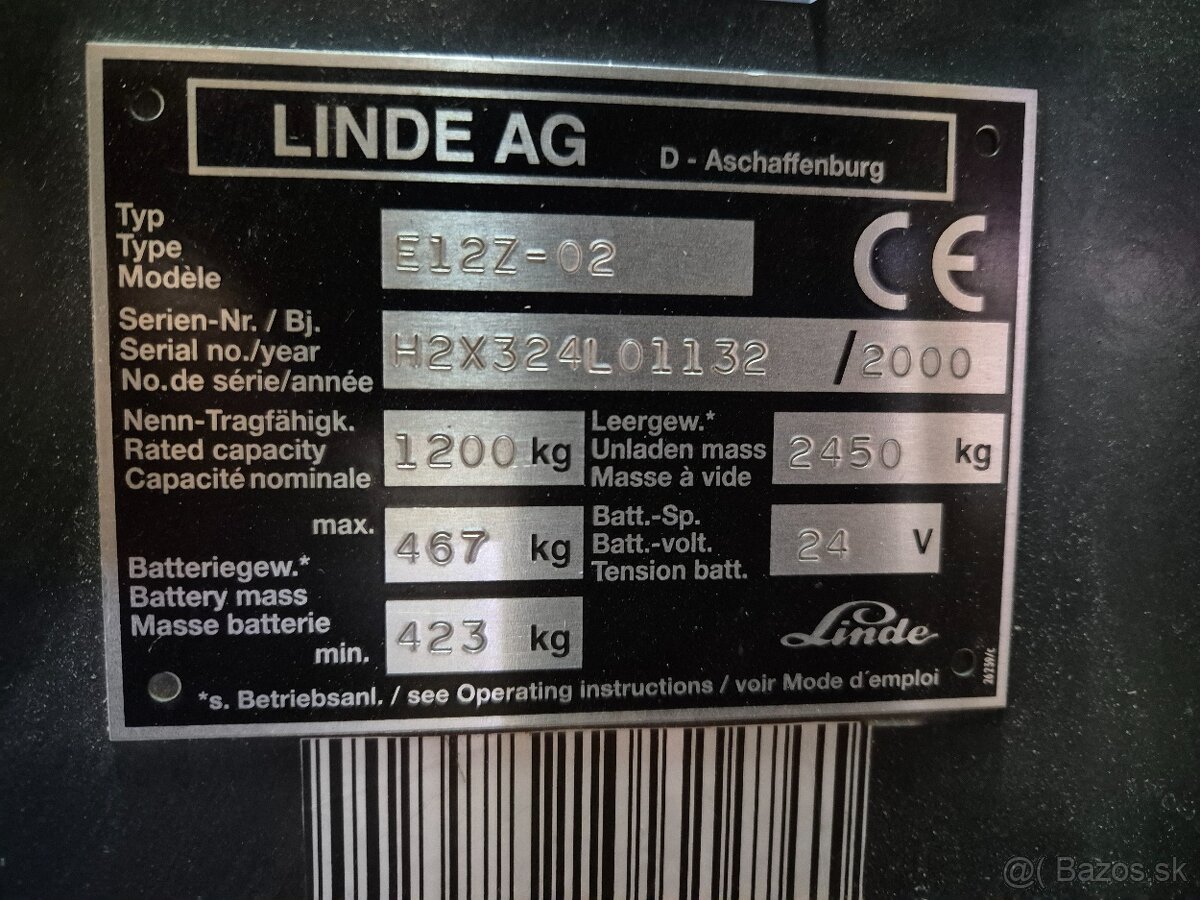 LINDE AG D - Aschaffenburg
Typ
Type
Modèle
E12Z-02
CE
Serien-Nr. / Bj.
Serial no./year
No.de série/année
H2X324L01132 / 2000
Nenn-Tragfähigk.
Rated capacity
Capacité nominale
1200 kg
Leergew.*
Unladen mass
Masse à vide
2450 kg
max.
467 kg
Batteriegew.*
Battery mass
Masse batterie
min.
423 kg
Batt.-Sp.
Batt.-volt.
Tension batt.
24 V
Linde
26239/C
*s. Betriebsanl. / see Operating instructions / voir Mode d´emploi
@( Bazos.sk